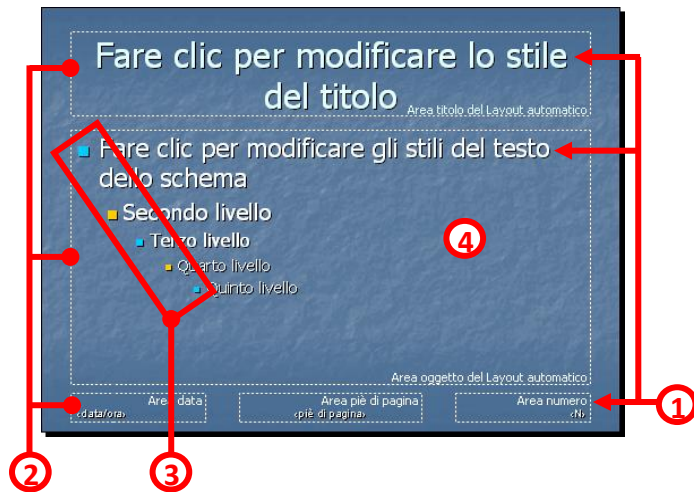 Fare clic per modificare lo stile
del titolo
Area titolo del Layout automatico
Fare clic per modificare gli stili del testo
dello schema
Secondo livello
Terzo livello
Quarto livello
Quinto livello
4
Area oggetto del Layout automatico
Area data
<data/ora>
Area piè di pagina
<piè di pagina>
Area numero
<N>
1
2
3